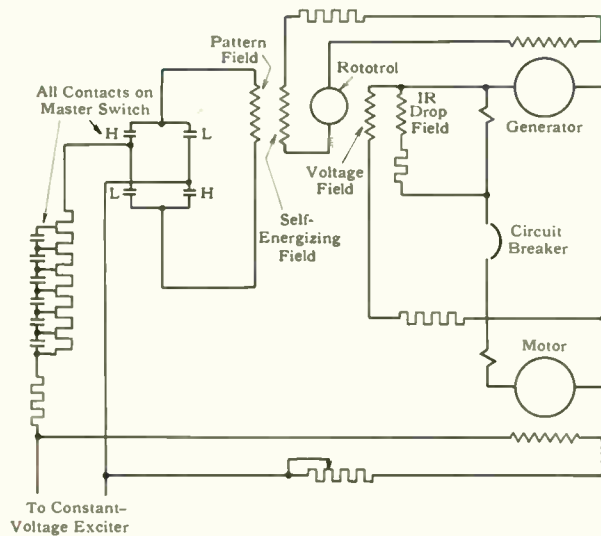 Pattern
Field
Rototrol
All Contacts on
Master Switch
H
L
L
H
IR
Drop
Field
Generator
Voltage
Field
Self-
Energizing
Field
Circuit
Breaker
Motor
To Constant-
Voltage Exciter